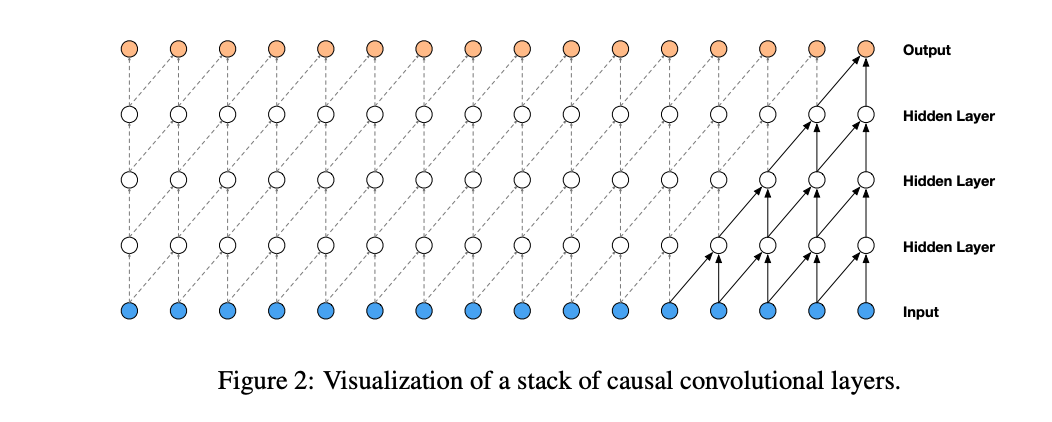 Output
Hidden Layer
Hidden Layer
Hidden Layer
Input
Figure 2: Visualization of a stack of causal convolutional layers.